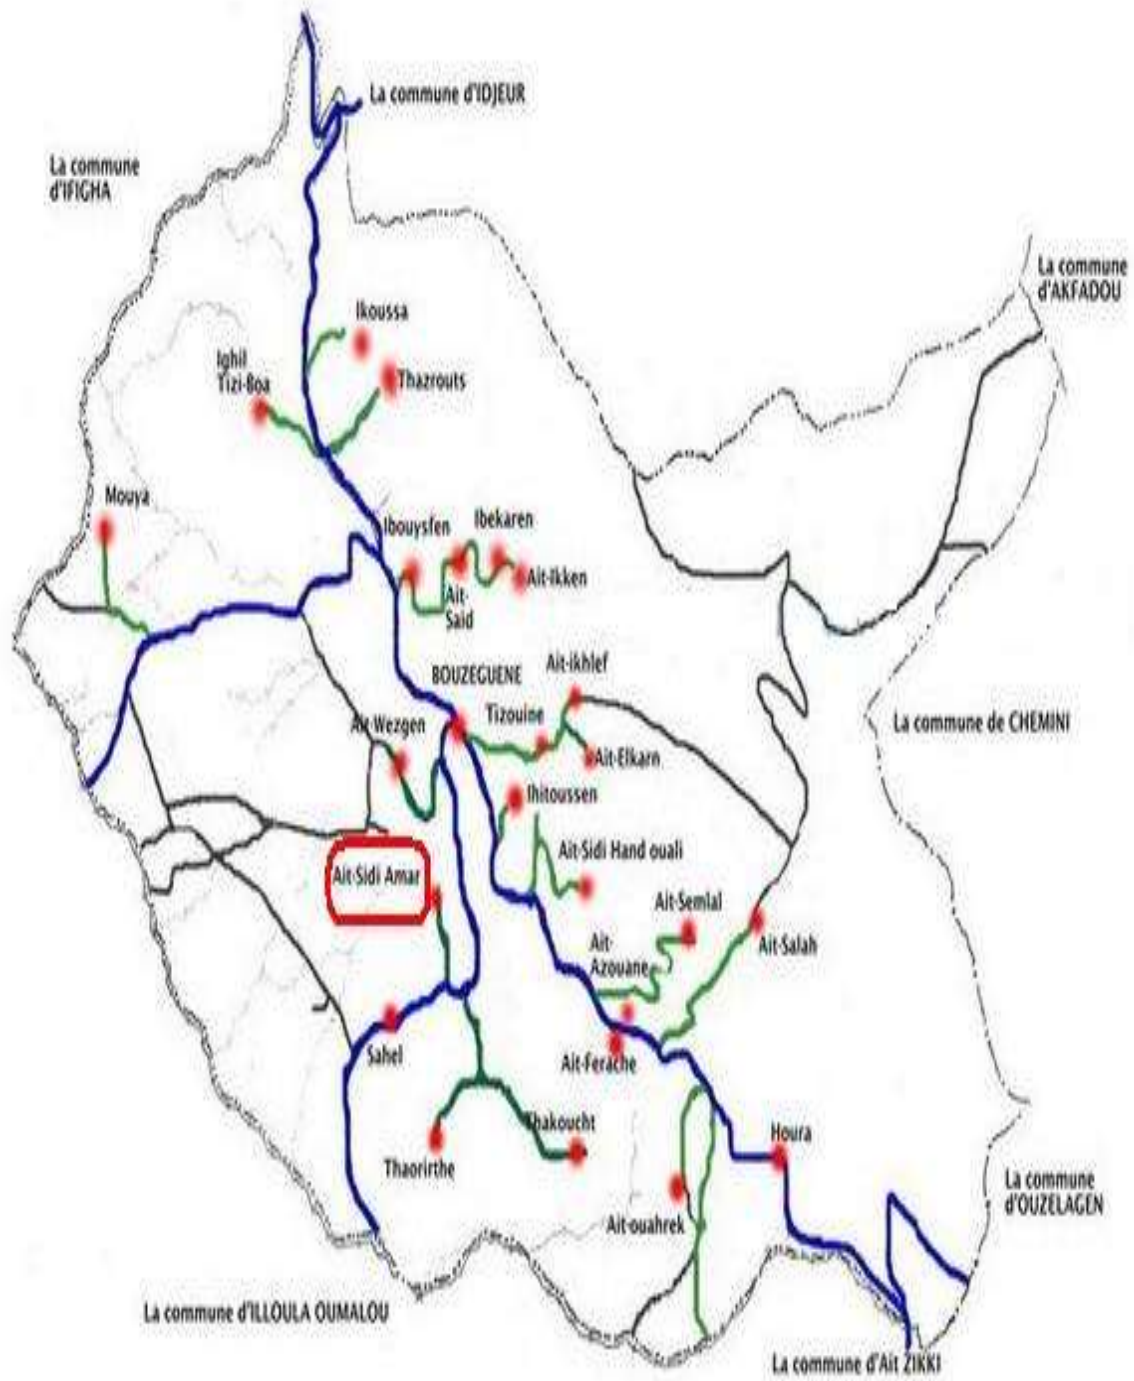 La commune d'IDJEUR
La commune
d'IFIGHA
La commune
d'AKFADOU
Ikoussa
Ighil
Tizi-Boa
Thazrouts
Mouya
Ibouysfen
Ibekaren
Ait-Ikken
Ait-
Said
BOUZEGUENE
Ait-ikhlef
Tizouine
Ait-Wezgen
La commune de CHEMINI
Ait-Elkarn
Ihitoussen
Ait-Sidi Hand ouali
Ait-Sidi Amar
Ait-Semlal
Ait-
Azouane
Ait-Salah
Sahel
Ait-Ferache
Thakoucht
Houra
Thaorirthe
La commune
d'OUZELAGEN
Ait-ouahrek
La commune d'ILLOULA OUMALOU
La commune d'Ait ZIKKI